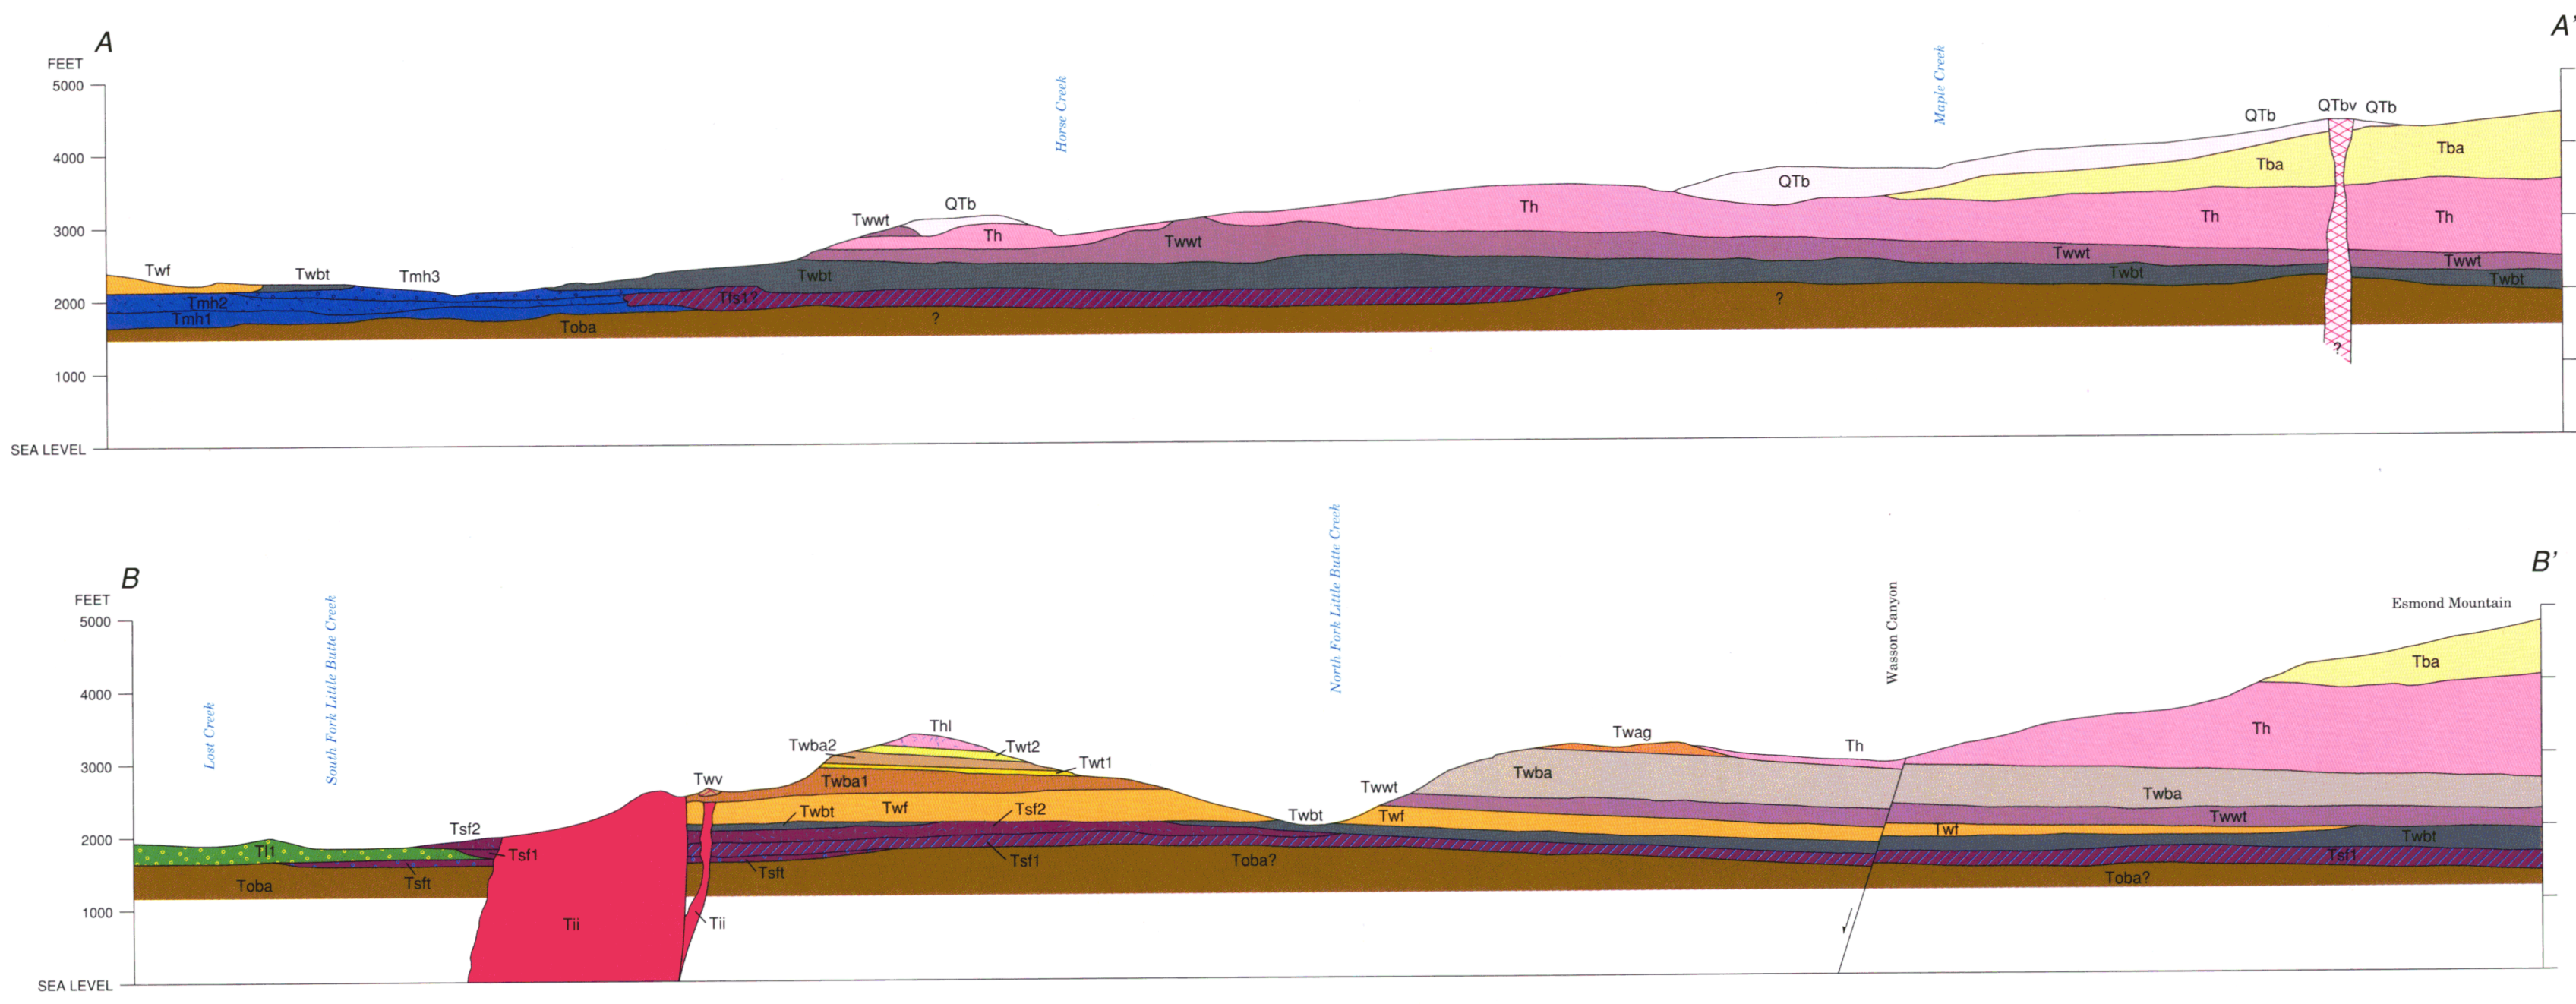 A
A'
FEET
5000
4000
3000
2000
1000
SEA LEVEL
Horse Creek
Maple Creek
Twf
Twbt
Tmh3
Tmh2
Tmh1
Toba
Tfs1?
Twbt
Twwt
QTb
Th
Twwt
?
Th
QTb
?
QTb
QTbv
QTb
Tba
Tba
Th
Th
Twwt
Twwt
Twbt
Twbt
?
B
B'
FEET
5000
4000
3000
2000
1000
SEA LEVEL
Lost Creek
South Fork Little Butte Creek
North Fork Little Butte Creek
Wasson Canyon
Esmond Mountain
Tl1
Toba
Tsft
Tsf2
Tsf1
Tii
Twv
Tii
Twba2
Thl
Twt2
Twt1
Twba1
Twbt
Twf
Tsf2
Tsft
Tsf1
Toba?
Twbt
Twwt
Twf
Twba
Twag
Th
Tba
Th
Twba
Twwt
Twf
Twbt
Tsf1
Toba?